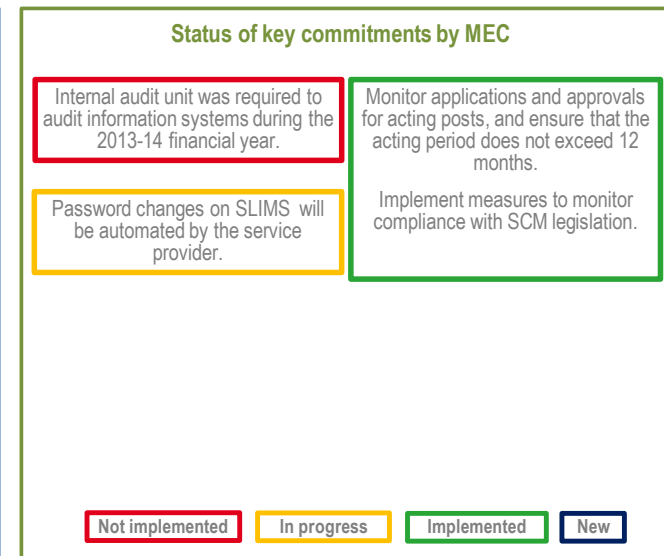 Status of key commitments by MEC
Internal audit unit was required to
audit information systems during the
2013-14 financial year.
Password changes on SLIMS will
be automated by the service
provider.
Monitor applications and approvals
for acting posts, and ensure that the
acting period does not exceed 12
months.
Implement measures to monitor
compliance with SCM legislation.
Not implemented
In progress
Implemented
New